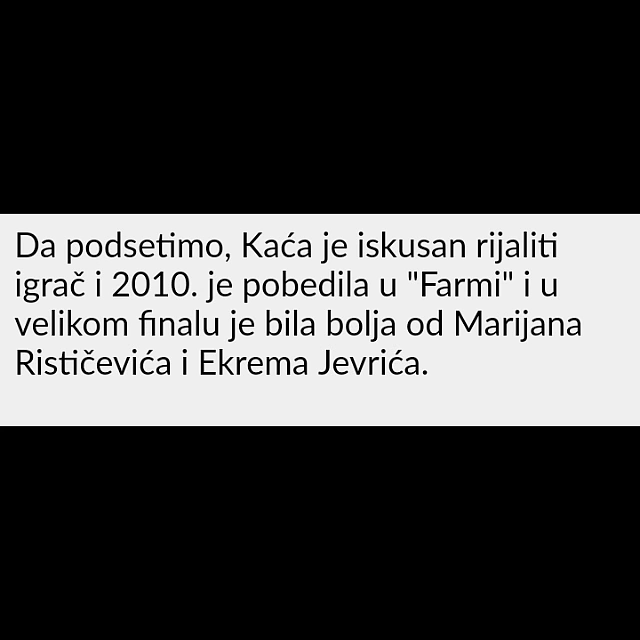 Da podsetimo, Kaća je iskusan rijaliti
igrač i 2010. je pobedila u "Farmi" i u
velikom finalu je bila bolja od Marijana
Rističevića i Ekrema Jevrića.